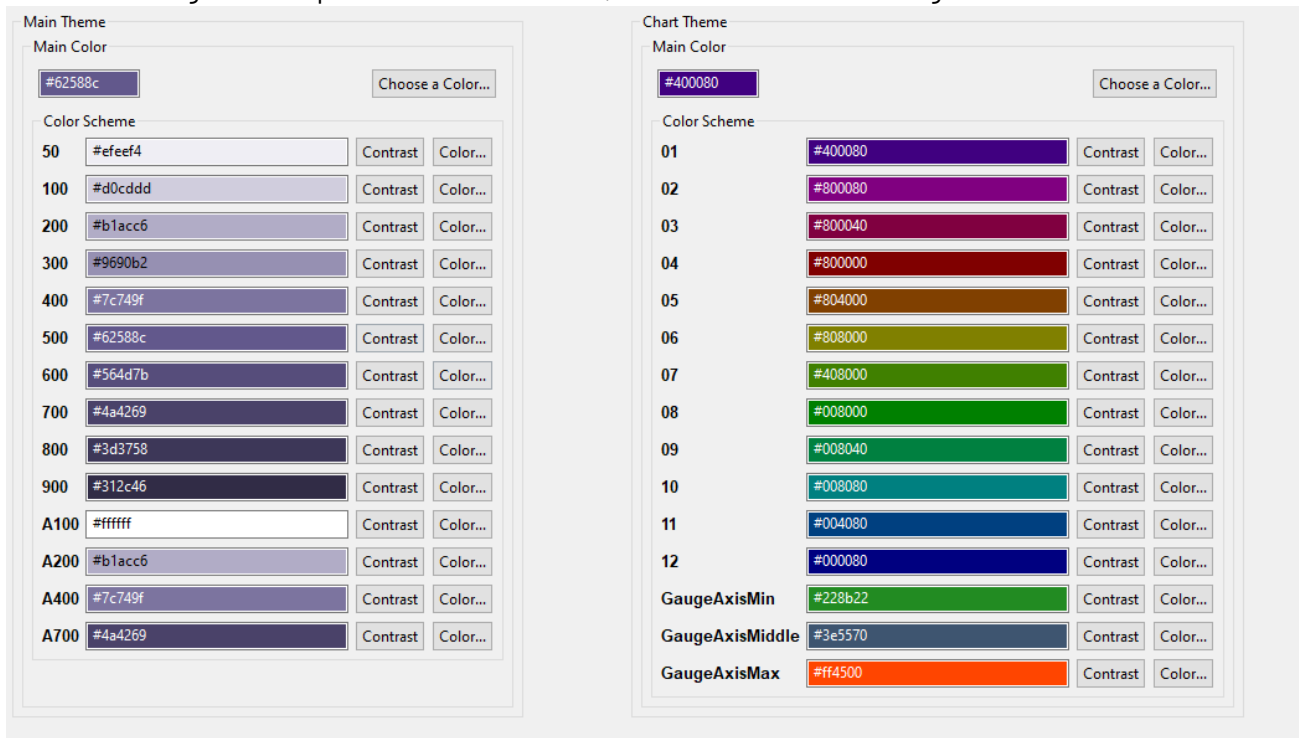 Main Theme
Main Color
#62588c
Choose a Color...
Color Scheme
50 #efeef4 Contrast Color...
100 #d0cddd Contrast Color...
200 #b1acc6 Contrast Color...
300 #9690b2 Contrast Color...
400 #7c749f Contrast Color...
500 #62588c Contrast Color...
600 #564d7b Contrast Color...
700 #4a4269 Contrast Color...
800 #3d3758 Contrast Color...
900 #312c46 Contrast Color...
A100 #ffffff Contrast Color...
A200 #b1acc6 Contrast Color...
A400 #7c749f Contrast Color...
A700 #4a4269 Contrast Color...
Chart Theme
Main Color
#400080
Choose a Color...
Color Scheme
01 #400080 Contrast Color...
02 #800080 Contrast Color...
03 #800040 Contrast Color...
04 #800000 Contrast Color...
05 #804000 Contrast Color...
06 #808000 Contrast Color...
07 #408000 Contrast Color...
08 #008000 Contrast Color...
09 #008040 Contrast Color...
10 #008080 Contrast Color...
11 #004080 Contrast Color...
12 #000080 Contrast Color...
GaugeAxisMin #228b22 Contrast Color...
GaugeAxisMiddle #3e5570 Contrast Color...
GaugeAxisMax #ff4500 Contrast Color...